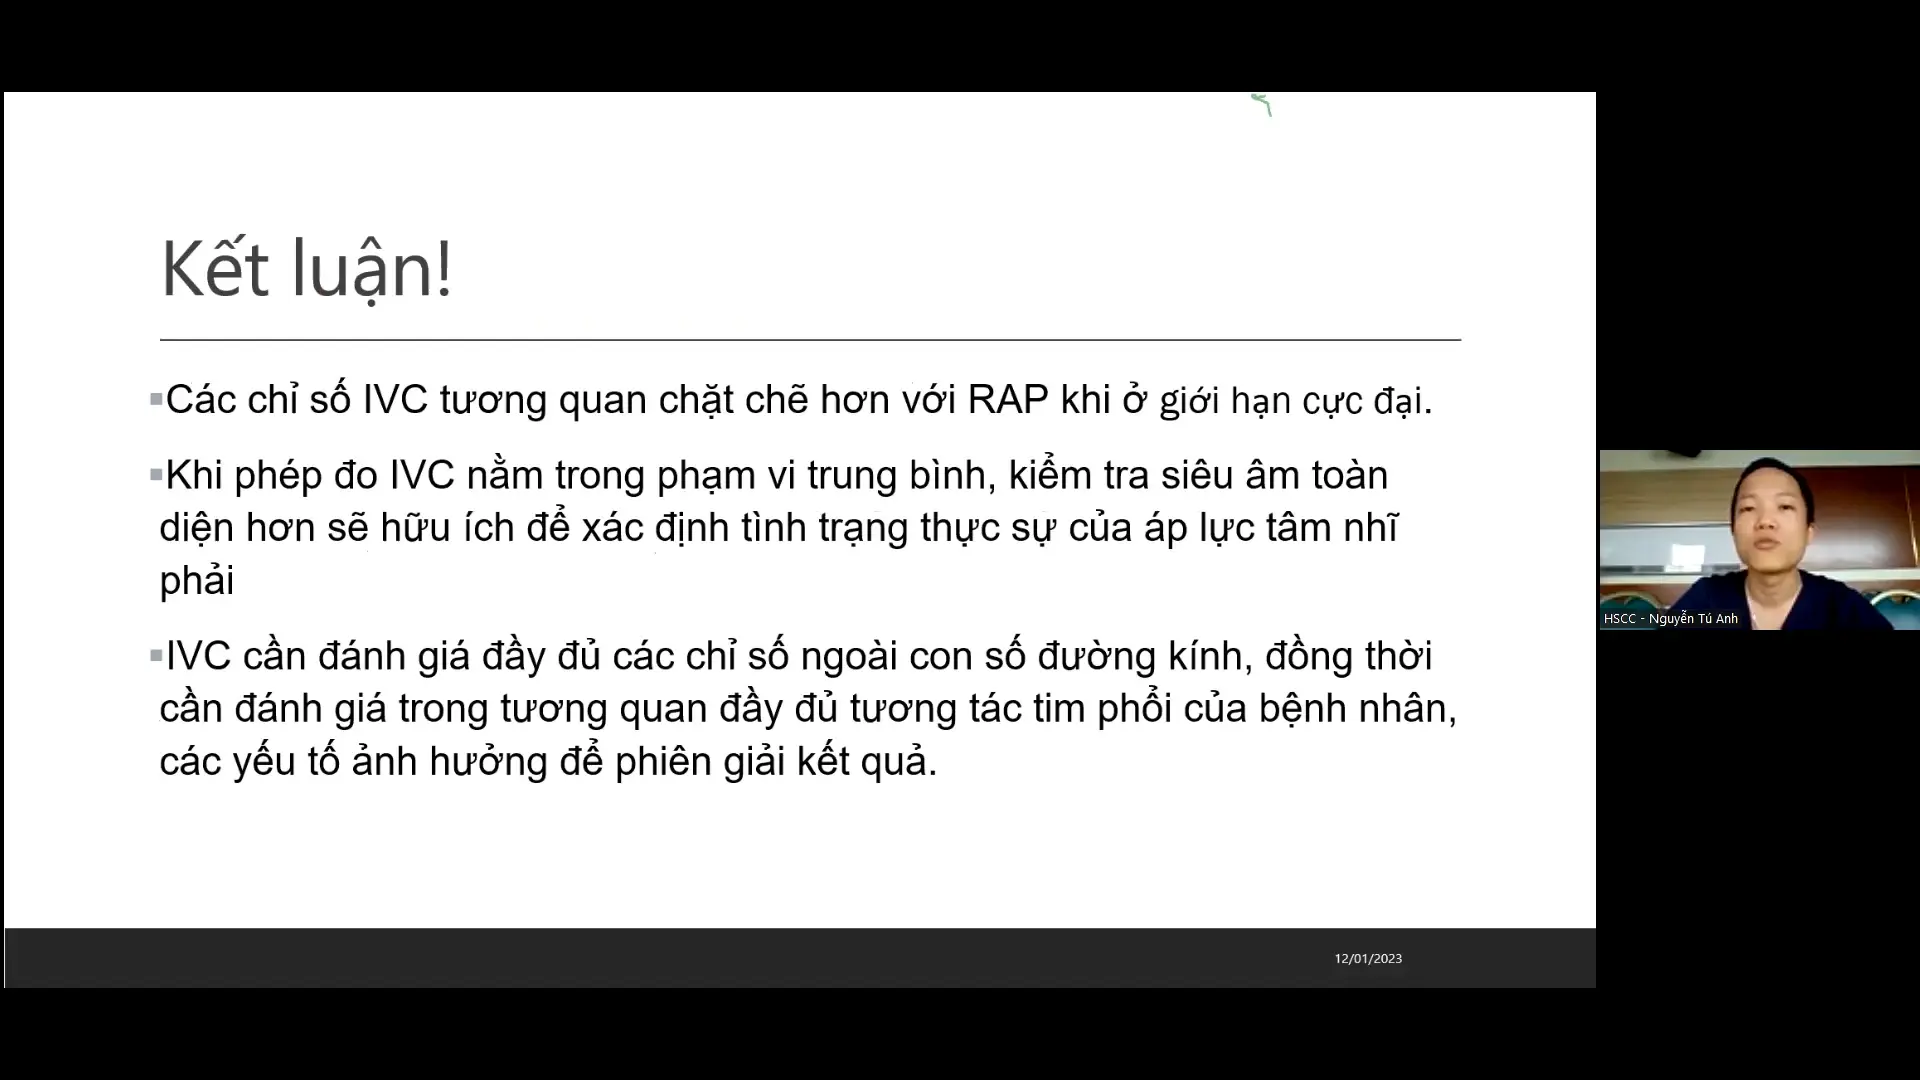 Kết luận!
▪Các chỉ số IVC tương quan chặt chẽ hơn với RAP khi ở giới hạn cực đại.
▪Khi phép đo IVC nằm trong phạm vi trung bình, kiểm tra siêu âm toàn
diện hơn sẽ hữu ích để xác định tình trạng thực sự của áp lực tâm nhĩ
phải
▪IVC cần đánh giá đầy đủ các chỉ số ngoài con số đường kính, đồng thời
cần đánh giá trong tương quan đầy đủ tương tác tim phổi của bệnh nhân,
các yếu tố ảnh hưởng để phiên giải kết quả.
12/01/2023
HSCC - Nguyễn Tú Anh